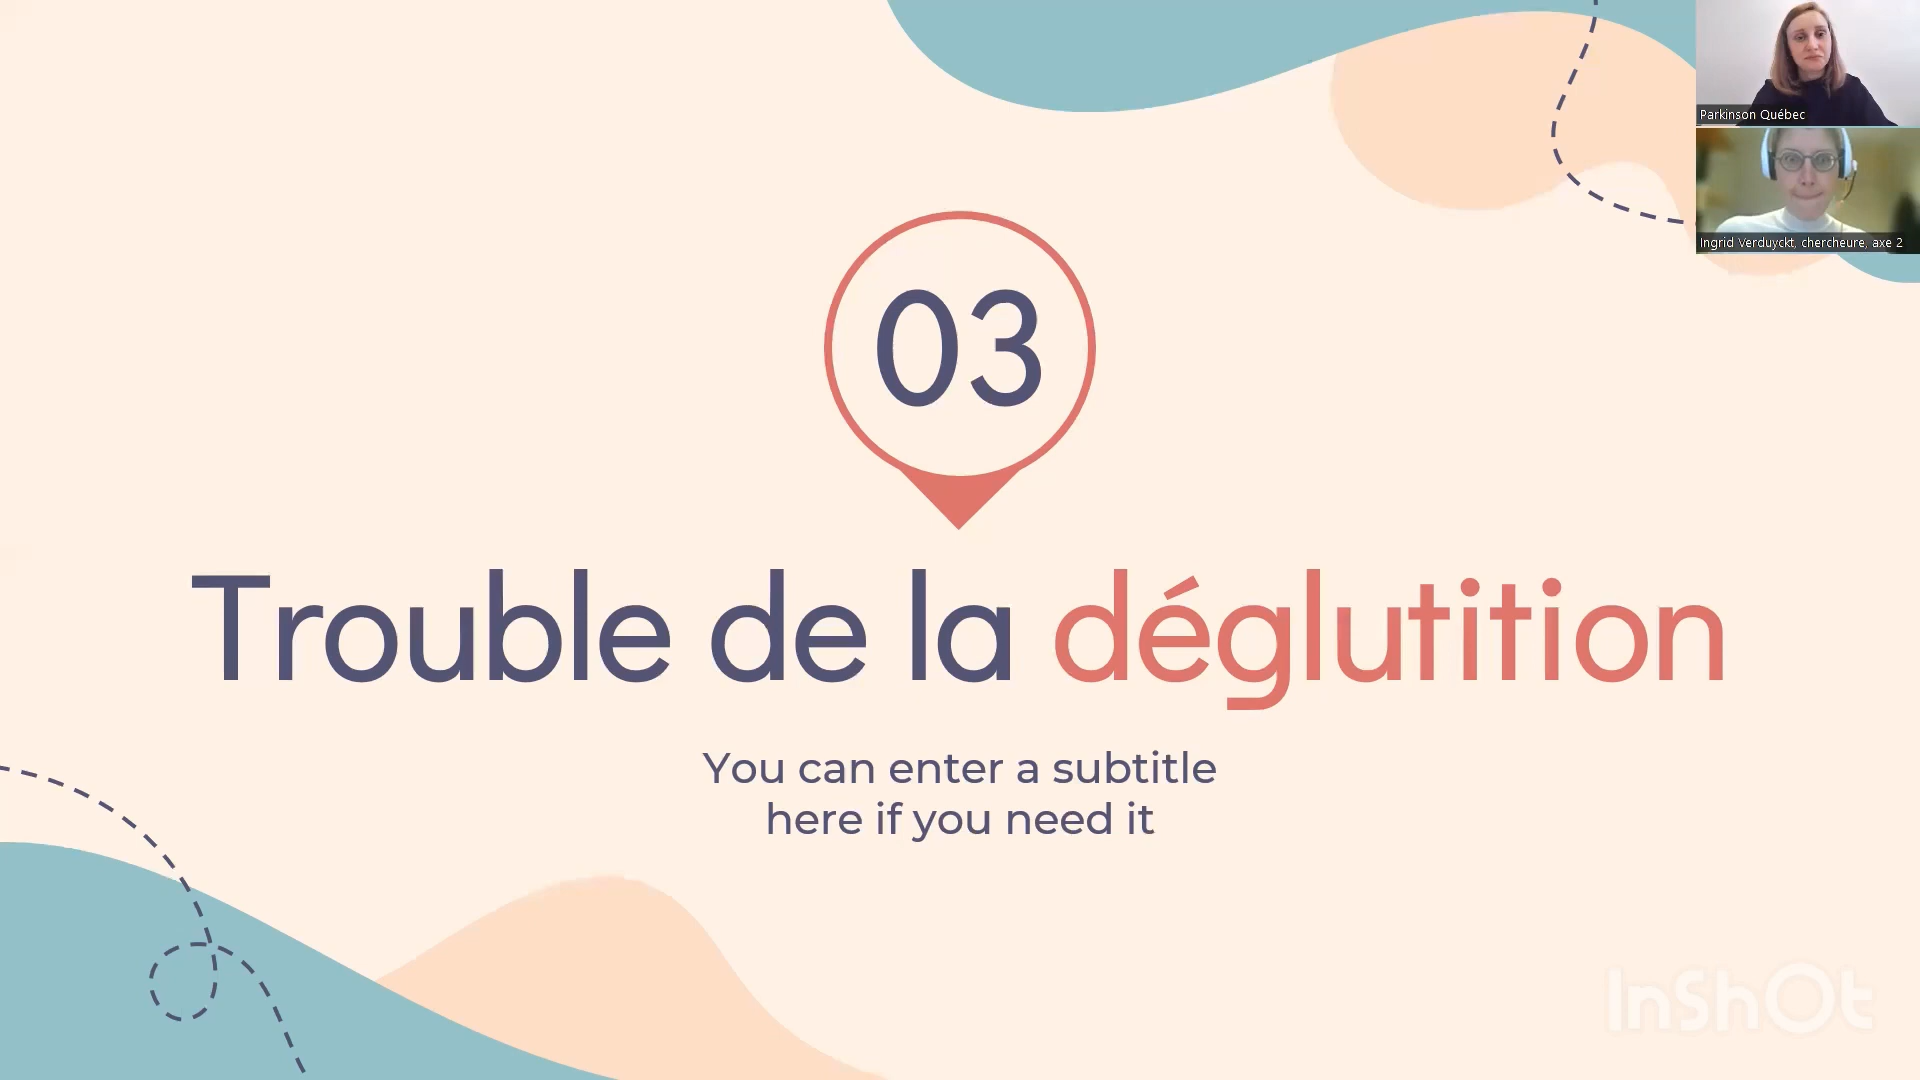 Parkinson Québec
Ingrid Verduyckt, chercheure, axe 2
03
Trouble de la déglutition
You can enter a subtitle
here if you need it
InShOt